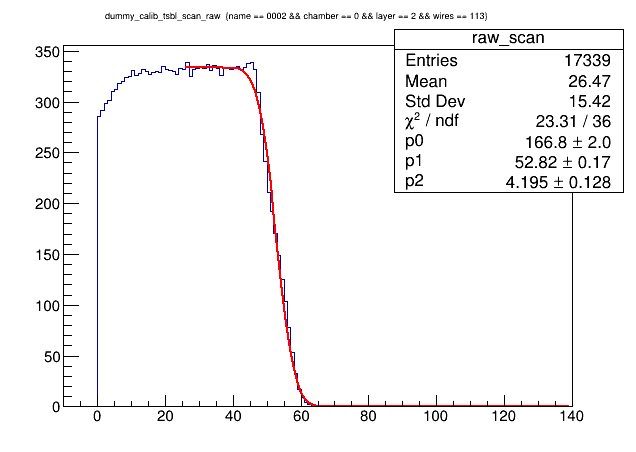 dummy_calib_tsbl_scan_raw {name == 0002 && chamber == 0 && layer == 2 && wires == 113}
raw_scan
Entries 17339
Mean 26.47
Std Dev 15.42
χ² / ndf 23.31 / 36
p0 166.8 ± 2.0
p1 52.82 ± 0.17
p2 4.195 ± 0.128
350
300
250
200
150
100
50
0
0 20 40 60 80 100 120 140